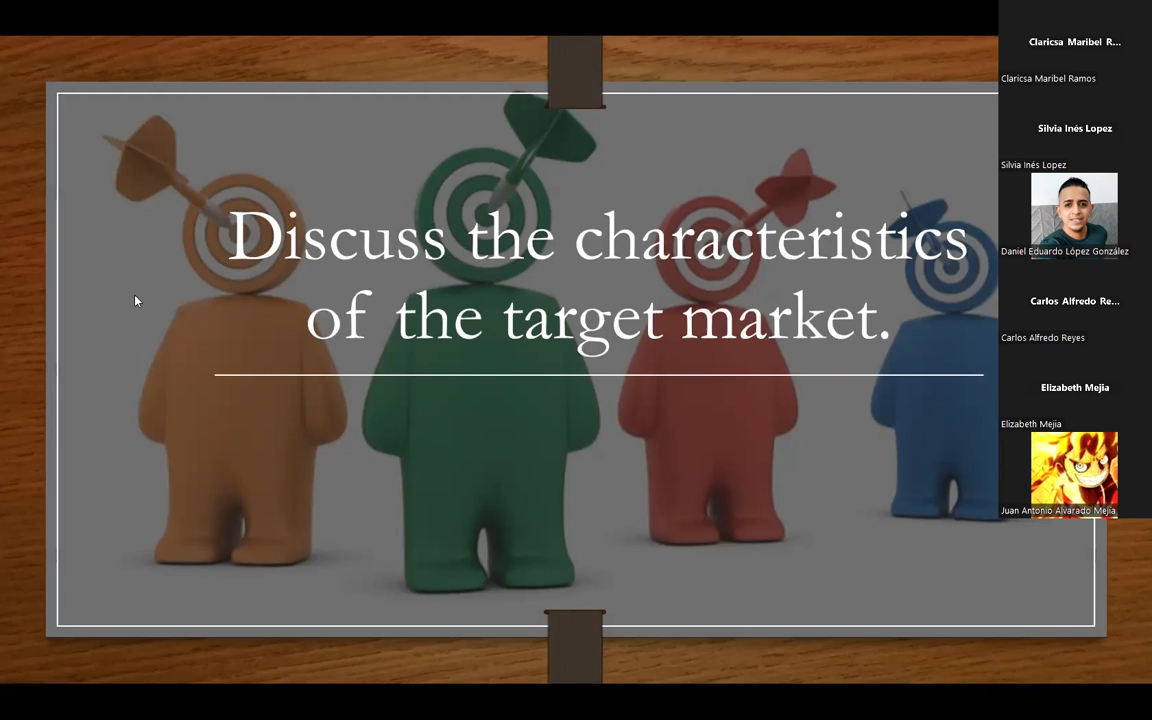 Discuss the characteristics
of the target market.
Claricsa Maribel R...
Claricsa Maribel Ramos
Silvia Inés Lopez
Silvia Inés Lopez
Daniel Eduardo López González
Carlos Alfredo Re...
Carlos Alfredo Reyes
Elizabeth Mejia
Elizabeth Mejia
Juan Antonio Alvarado Mejía